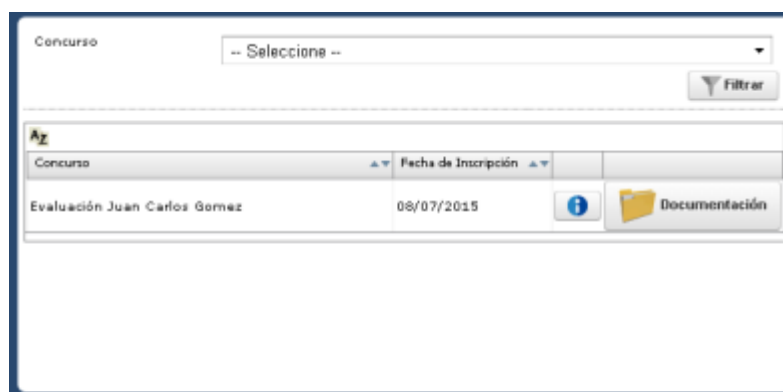 Concurso -- Seleccione --
Filtrar
AZ
Concurso Fecha de Inscripción
Evaluación Juan Carlos Gomez 08/07/2015 Documentación